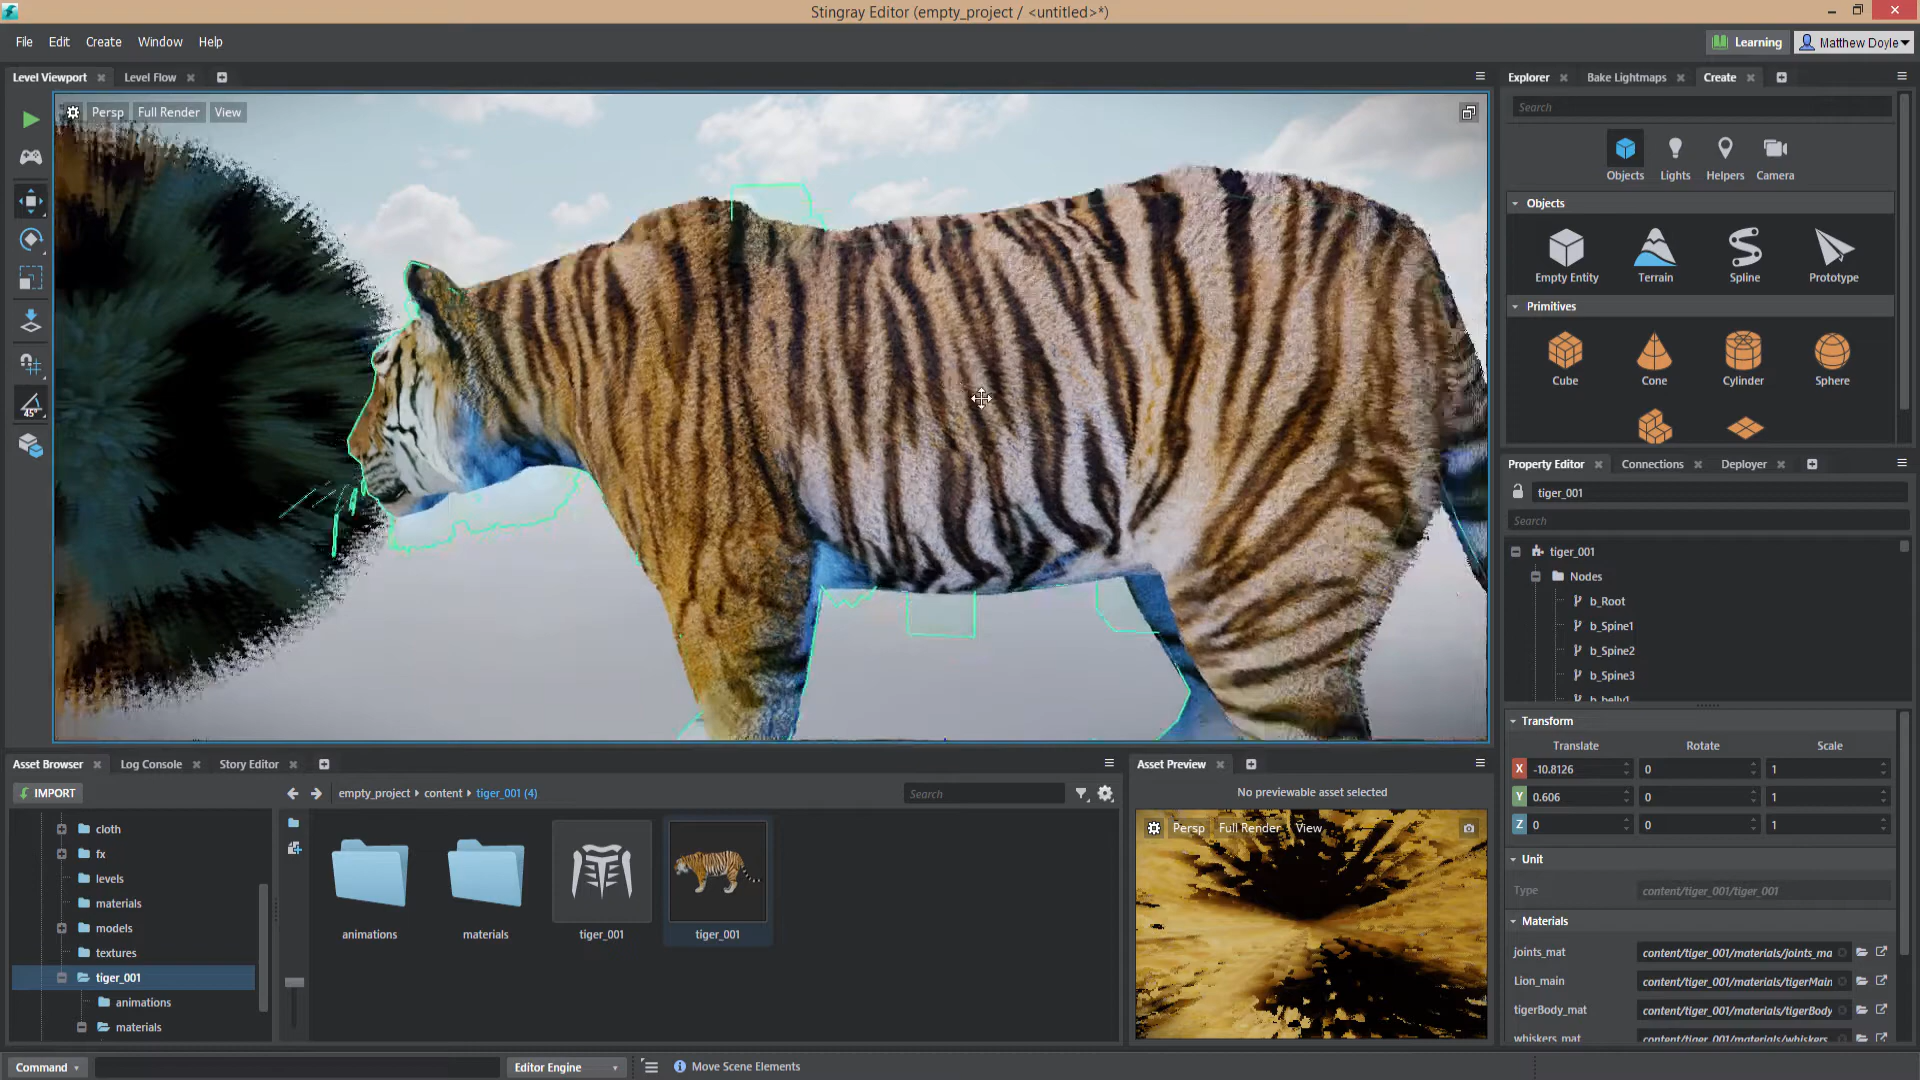 Stingray Editor (empty_project / <untitled>*)
File Edit Create Window Help
Learning
Matthew Doyle
Level Viewport
Level Flow
Persp
Full Render
View
45°
Explorer
Bake Lightmaps
Create
Search
Objects
Lights
Helpers
Camera
Objects
Empty Entity
Terrain
Spline
Prototype
Primitives
Cube
Cone
Cylinder
Sphere
Property Editor
Connections
Deployer
tiger_001
Search
tiger_001
Nodes
b_Root
b_Spine1
b_Spine2
b_Spine3
b_belly1
Transform
Translate Rotate Scale
X -10.8126 0 1
Y 0.606 0 1
Z 0 0 1
Unit
Type content/tiger_001/tiger_001
Materials
joints_mat content/tiger_001/materials/joints_ma
Lion_main content/tiger_001/materials/tigerMain
tigerBody_mat content/tiger_001/materials/tigerBody
whiskers_mat content/tiger_001/materials/whiskers
Asset Browser
Log Console
Story Editor
IMPORT
empty_project content tiger_001 (4)
Search
cloth
fx
levels
materials
models
textures
tiger_001
animations
materials
animations
materials
tiger_001
tiger_001
Asset Preview
No previewable asset selected
Persp
Full Render
View
Command
Editor Engine
Move Scene Elements